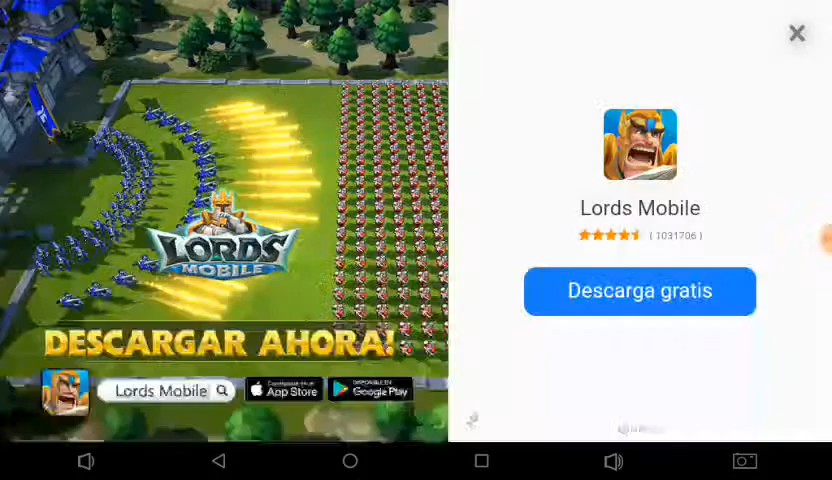 LORDS
MOBILE
DESCARGAR AHORA!
Lords Mobile
App Store
Google Play
Lords Mobile
( 1031706 )
Descarga gratis